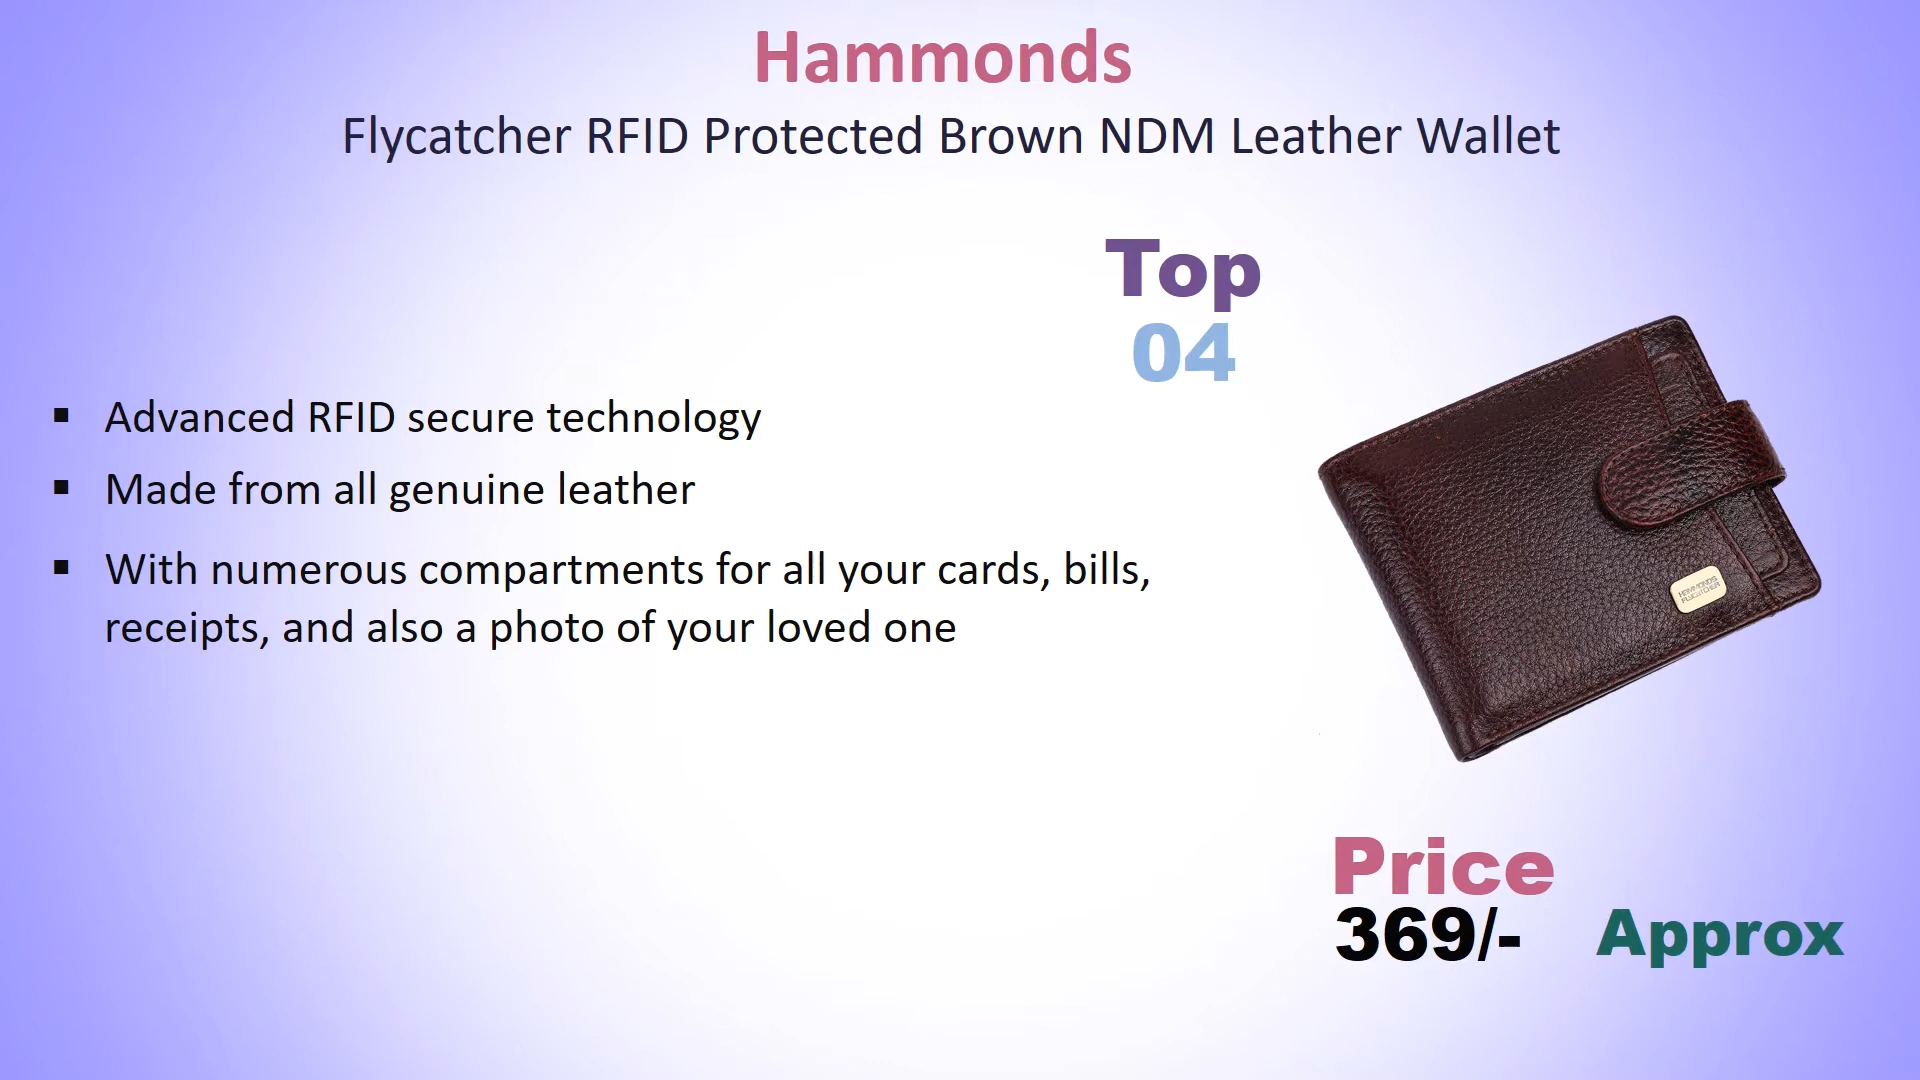 Hammonds
Flycatcher RFID Protected Brown NDM Leather Wallet
Top
04
▪ Advanced RFID secure technology
▪ Made from all genuine leather
▪ With numerous compartments for all your cards, bills,
receipts, and also a photo of your loved one
HAMMONDS
FLYCATCHER
Price
369/- Approx